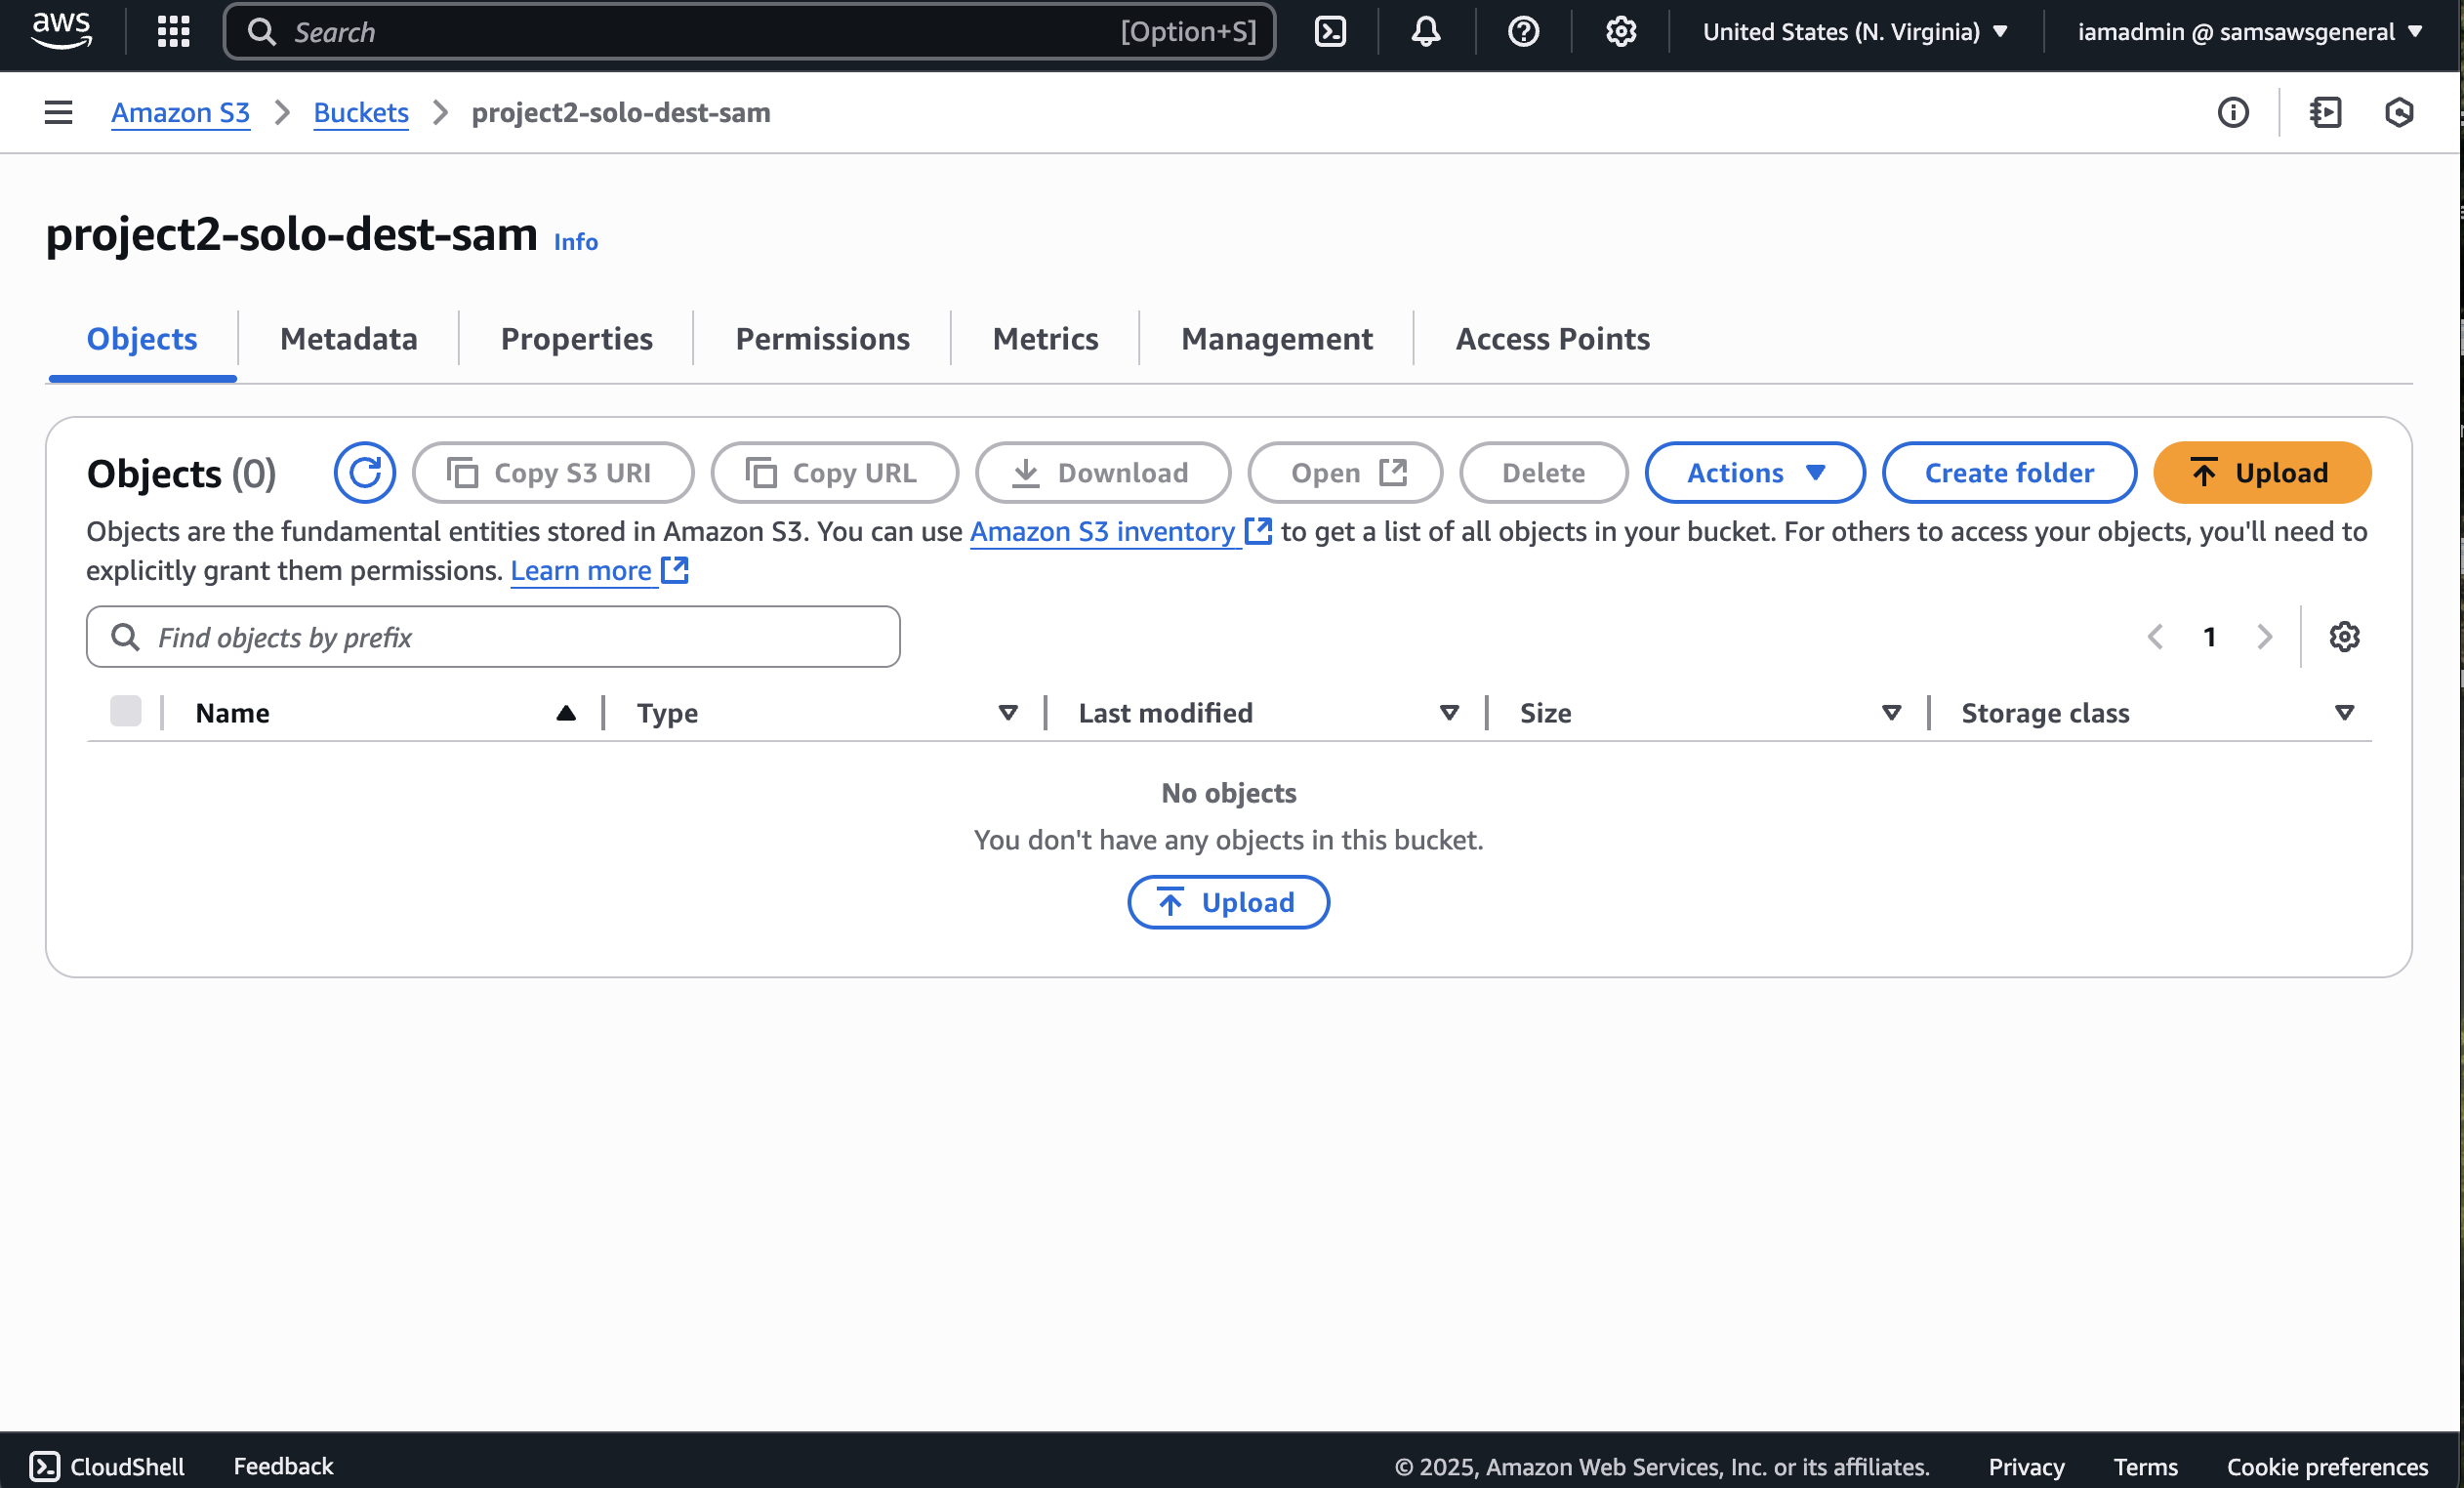 aws Search [Option+S] United States (N. Virginia) iamadmin @ samsawsgeneral
Amazon S3 Buckets project2-solo-dest-sam
project2-solo-dest-sam Info
Objects Metadata Properties Permissions Metrics Management Access Points
Objects (0) Copy S3 URI Copy URL Download Open Delete Actions Create folder Upload
Objects are the fundamental entities stored in Amazon S3. You can use Amazon S3 inventory to get a list of all objects in your bucket. For others to access your objects, you'll need to
explicitly grant them permissions. Learn more
Find objects by prefix 1
Name Type Last modified Size Storage class
No objects
You don't have any objects in this bucket.
Upload
CloudShell Feedback © 2025, Amazon Web Services, Inc. or its affiliates. Privacy Terms Cookie preferences